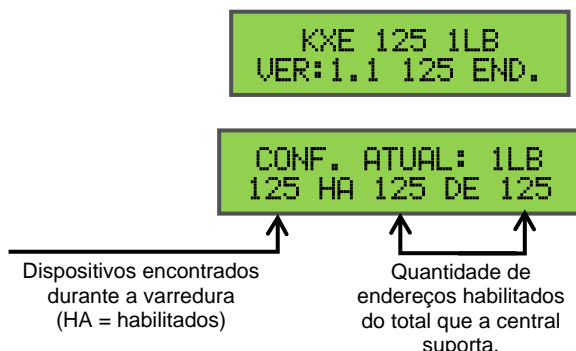 KXE 125 1LB
VER:1.1 125 END.
CONF. ATUAL: 1LB
125 HA 125 DE 125
Dispositivos encontrados
durante a varredura
(HA = habilitados)
Quantidade de
endereços habilitados
do total que a central
suporta.